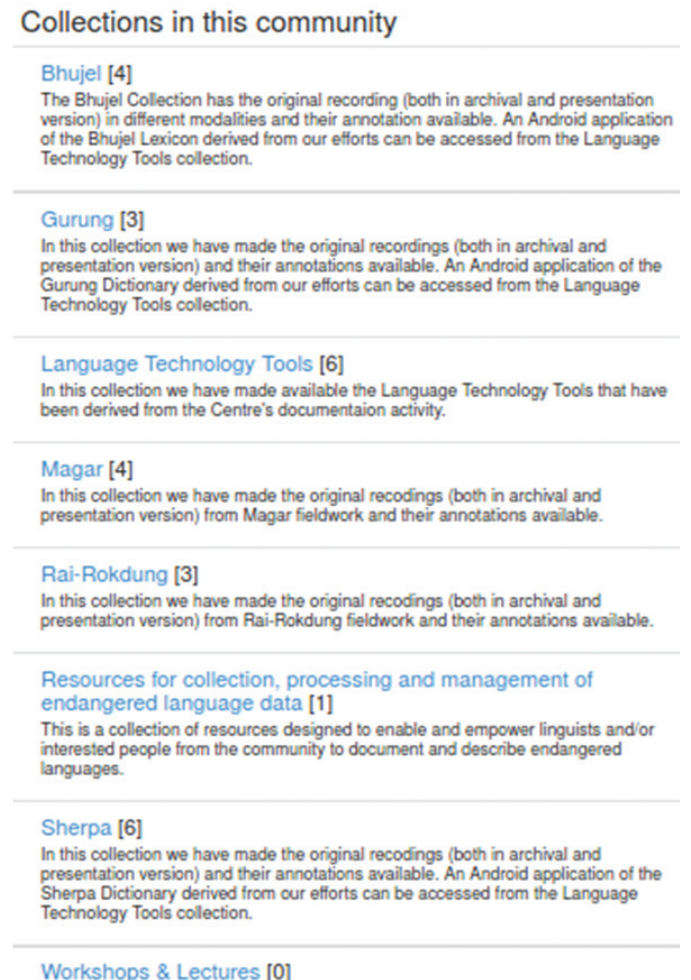 Collections in this community
Bhujel [4]
The Bhujel Collection has the original recording (both in archival and presentation
version) in different modalities and their annotation available. An Android application
of the Bhujel Lexicon derived from our efforts can be accessed from the Language
Technology Tools collection.
Gurung [3]
In this collection we have made the original recordings (both in archival and
presentation version) and their annotations available. An Android application of the
Gurung Dictionary derived from our efforts can be accessed from the Language
Technology Tools collection.
Language Technology Tools [6]
In this collection we have made available the Language Technology Tools that have
been derived from the Centre's documentaion activity.
Magar [4]
In this collection we have made the original recodings (both in archival and
presentation version) from Magar fieldwork and their annotations available.
Rai-Rokdung [3]
In this collection we have made the original recodings (both in archival and
presentation version) from Rai-Rokdung fieldwork and their annotations available.
Resources for collection, processing and management of
endangered language data [1]
This is a collection of resources designed to enable and empower linguists and/or
interested people from the community to document and describe endangered
languages.
Sherpa [6]
In this collection we have made the original recodings (both in archival and
presentation version) and their annotations available. An Android application of the
Sherpa Dictionary derived from our efforts can be accessed from the Language
Technology Tools collection.
Workshops & Lectures [0]